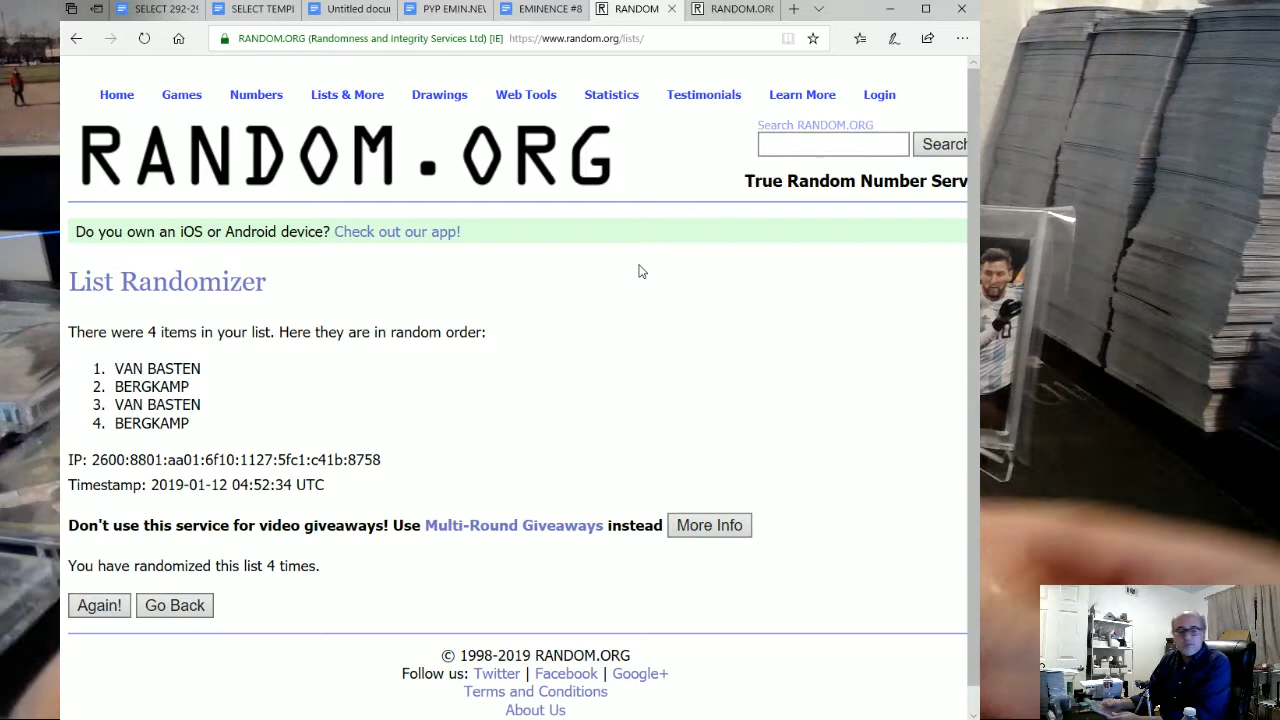 SELECT 292-29
SELECT TEMPL
Untitled docum
PYP EMIN.NEV
EMINENCE #8
RANDOM
RANDOM.ORG
RANDOM.ORG (Randomness and Integrity Services Ltd) [IE] https://www.random.org/lists/
Home Games Numbers Lists & More Drawings Web Tools Statistics Testimonials Learn More Login
Search RANDOM.ORG
RANDOM.ORG
Search
True Random Number Serv
Do you own an iOS or Android device? Check out our app!
List Randomizer
There were 4 items in your list. Here they are in random order:
1. VAN BASTEN
2. BERGKAMP
3. VAN BASTEN
4. BERGKAMP
IP: 2600:8801:aa01:6f10:1127:5fc1:c41b:8758
Timestamp: 2019-01-12 04:52:34 UTC
Don't use this service for video giveaways! Use Multi-Round Giveaways instead More Info
You have randomized this list 4 times.
Again! Go Back
© 1998-2019 RANDOM.ORG
Follow us: Twitter | Facebook | Google+
Terms and Conditions
About Us